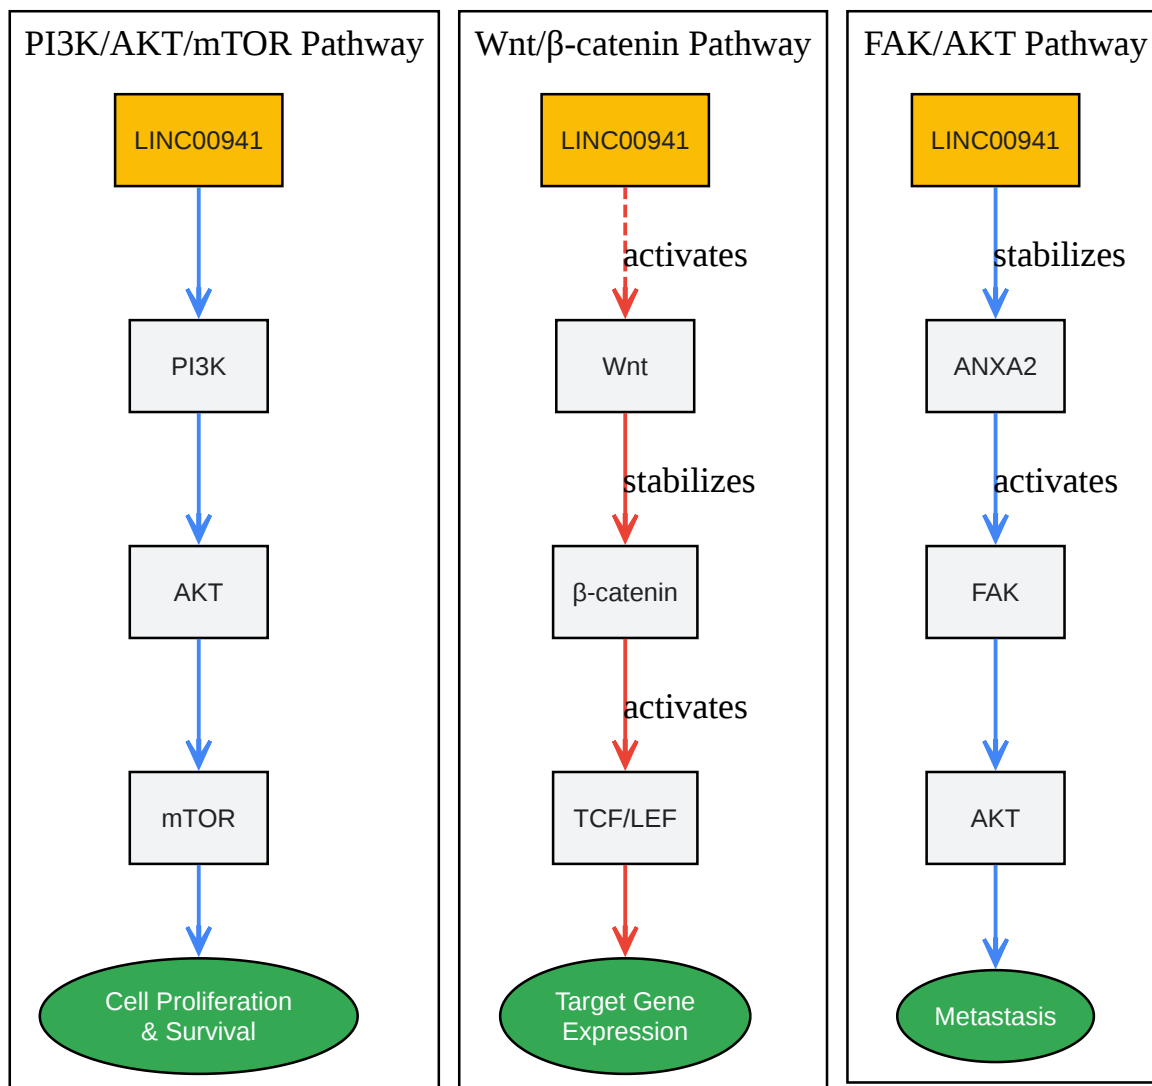 PI3K/AKT/mTOR Pathway
LINC00941
PI3K
AKT
mTOR
Cell Proliferation
& Survival
Wnt/β-catenin Pathway
LINC00941
activates
Wnt
stabilizes
β-catenin
activates
TCF/LEF
Target Gene
Expression
FAK/AKT Pathway
LINC00941
stabilizes
ANXA2
activates
FAK
AKT
Metastasis